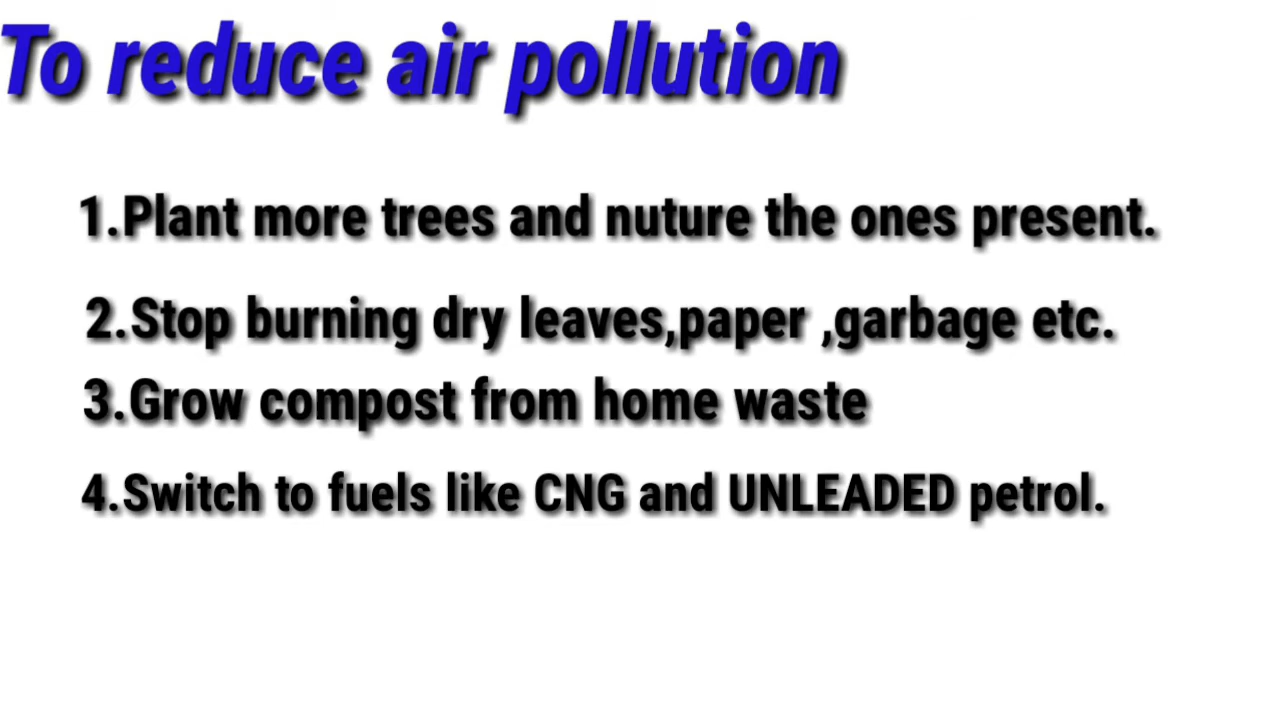 To reduce air pollution
1.Plant more trees and nuture the ones present.
2.Stop burning dry leaves,paper ,garbage etc.
3.Grow compost from home waste
4.Switch to fuels like CNG and UNLEADED petrol.